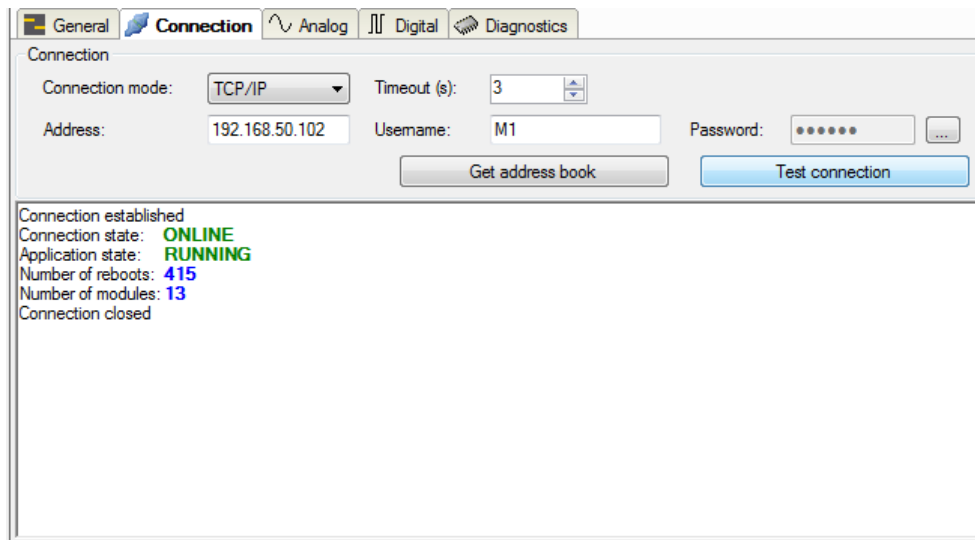 General Connection Analog Digital Diagnostics
Connection
Connection mode: TCP/IP Timeout (s): 3
Address: 192.168.50.102 Username: M1 Password: ●●●●●● ...
Get address book Test connection
Connection established
Connection state: ONLINE
Application state: RUNNING
Number of reboots: 415
Number of modules: 13
Connection closed